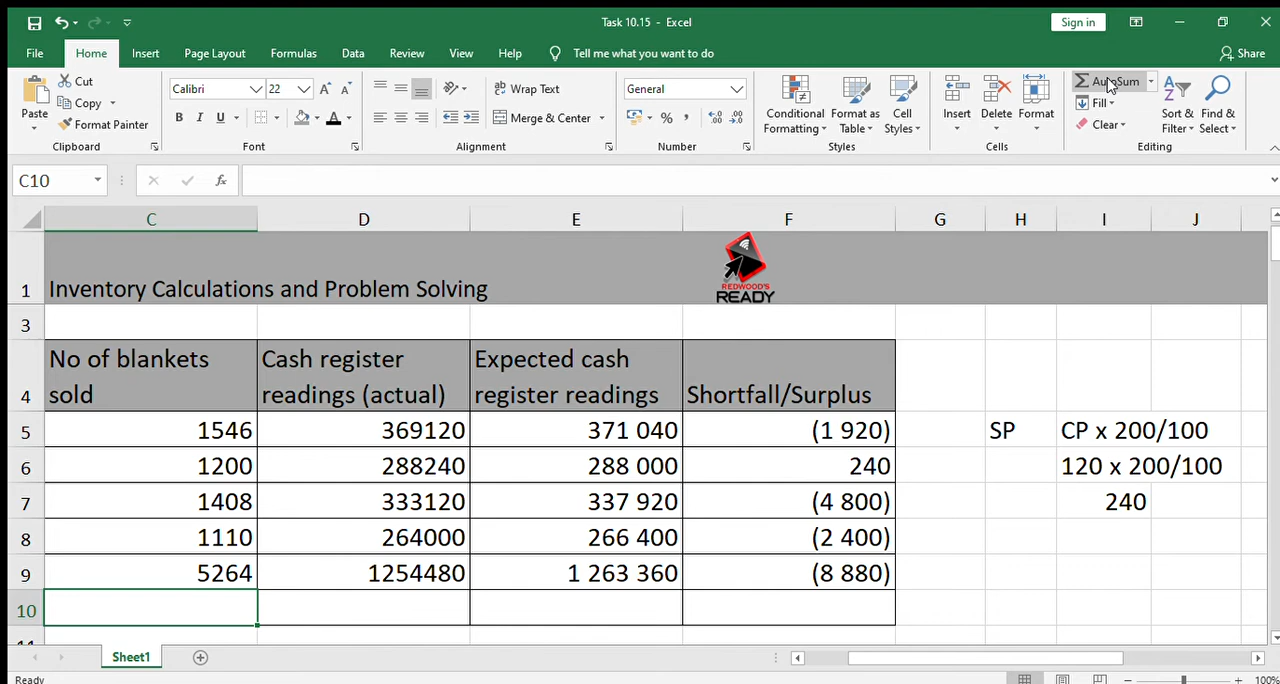 Task 10.15 - Excel
Sign in
File Home Insert Page Layout Formulas Data Review View Help Tell me what you want to do Share
Paste Cut Copy Format Painter Clipboard
Calibri 22 B I U A Font
Wrap Text Merge & Center Alignment
General % , Number
Conditional Formatting Format as Table Cell Styles Styles
Insert Delete Format Cells
AutoSum Fill Clear Sort & Filter Find & Select Editing
C10 fx
C D E F G H I J
1 Inventory Calculations and Problem Solving REDWOOD'S READY
3
4 No of blankets sold Cash register readings (actual) Expected cash register readings Shortfall/Surplus
5 1546 369120 371 040 (1 920) SP CP x 200/100
6 1200 288240 288 000 240 120 x 200/100
7 1408 333120 337 920 (4 800) 240
8 1110 264000 266 400 (2 400)
9 5264 1254480 1 263 360 (8 880)
10
11
Sheet1
Ready 100%